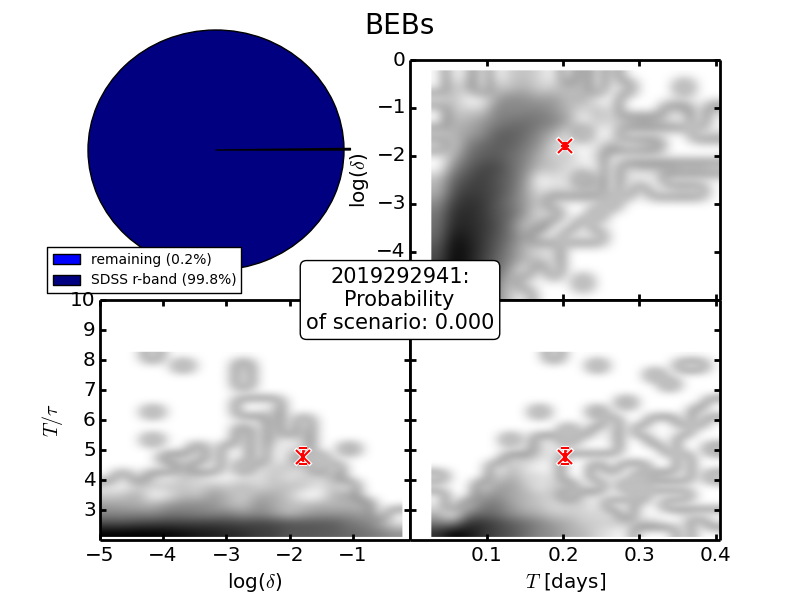 BEBs
0
−1
−2
−3
−4
log(δ)
remaining (0.2%)
SDSS r-band (99.8%)
2019292941:
Probability
of scenario: 0.000
10
9
8
7
6
5
4
3
T/τ
−5 −4 −3 −2 −1
log(δ)
0.1 0.2 0.3 0.4
T [days]